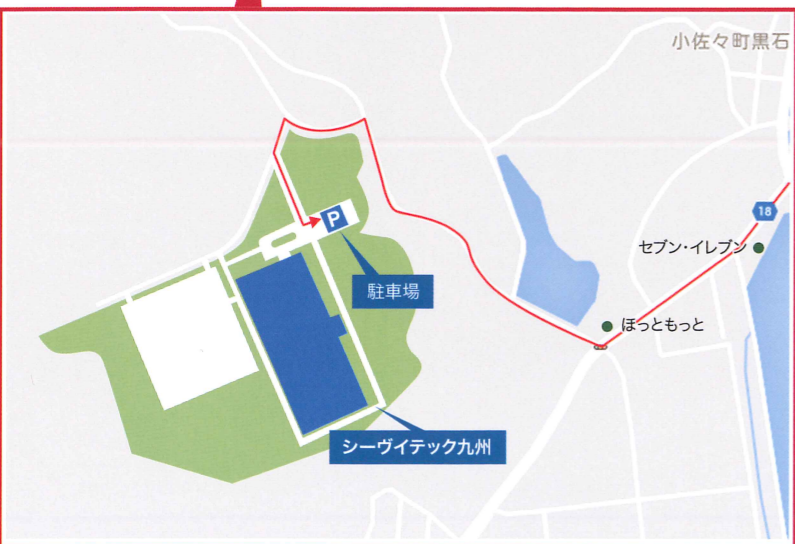 小佐々町黒石
18
セブン・イレブン
P
駐車場
ほっともっと
シーヴイテック九州